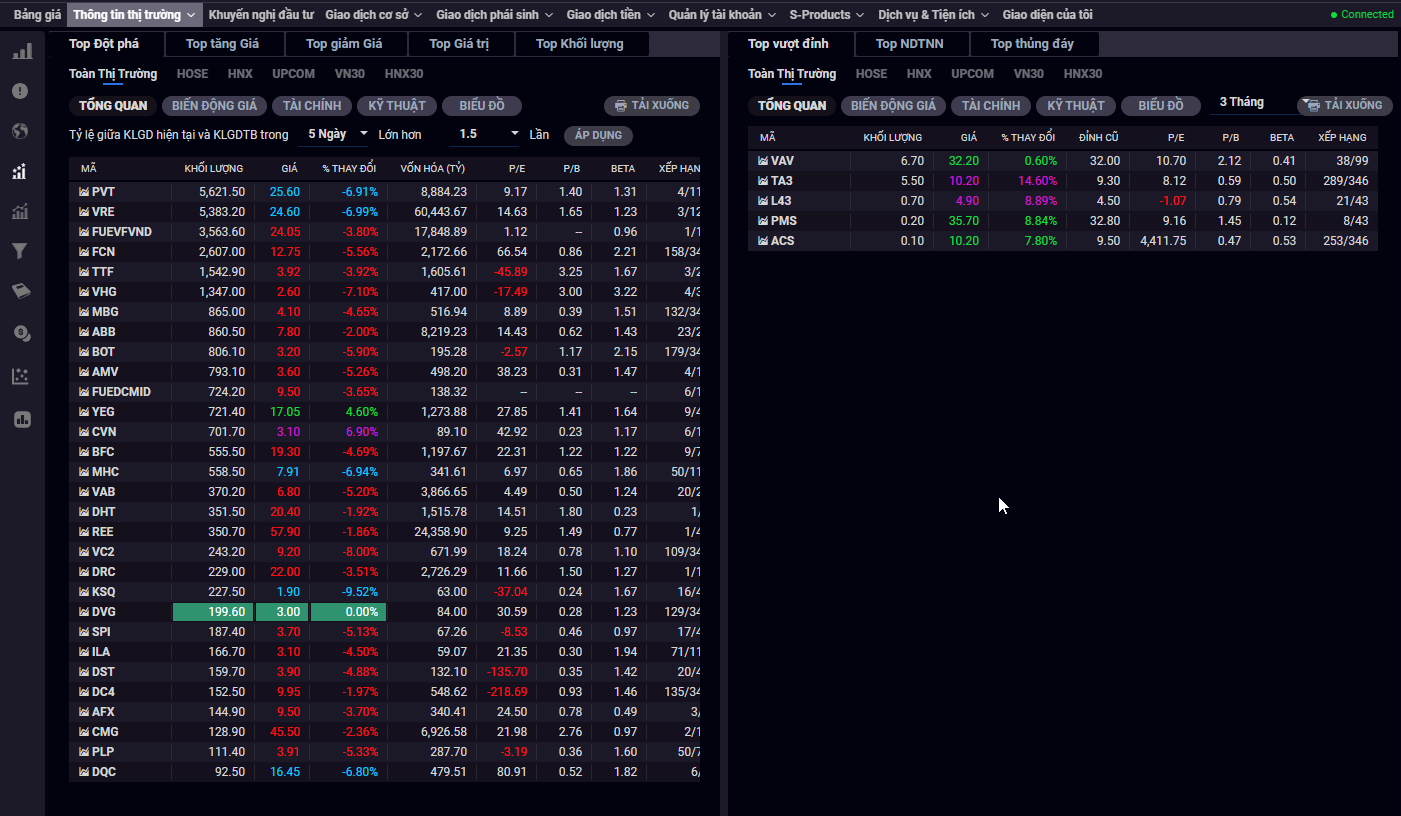 Bảng giá Thông tin thị trường Khuyến nghị đầu tư Giao dịch cơ sở Giao dịch phái sinh Giao dịch tiền Quản lý tài khoản S-Products Dịch vụ & Tiện ích Giao diện của tôi Connected
Top Đột phá Top tăng Giá Top giảm Giá Top Giá trị Top Khối lượng
Toàn Thị Trường HOSE HNX UPCOM VN30 HNX30
TỔNG QUAN BIẾN ĐỘNG GIÁ TÀI CHÍNH KỸ THUẬT BIỂU ĐỒ TẢI XUỐNG
Tỷ lệ giữa KLGD hiện tại và KLGDTB trong 5 Ngày Lớn hơn 1.5 Lần ÁP DỤNG
MÃ KHỐI LƯỢNG GIÁ % THAY ĐỔI VỐN HÓA (TỶ) P/E P/B BETA XẾP HẠN
PVT 5,621.50 25.60 -6.91% 8,884.23 9.17 1.40 1.31 4/11
VRE 5,383.20 24.60 -6.99% 60,443.67 14.63 1.65 1.23 3/12
FUEVFVND 3,563.60 24.05 -3.80% 17,848.89 1.12 -- 0.96 1/1
FCN 2,607.00 12.75 -5.56% 2,172.66 66.54 0.86 2.21 158/34
TTF 1,542.90 3.92 -3.92% 1,605.61 -45.89 3.25 1.67 3/2
VHG 1,347.00 2.60 -7.10% 417.00 -17.49 3.00 3.22 4/3
MBG 865.00 4.10 -4.65% 516.94 8.89 0.39 1.51 132/34
ABB 860.50 7.80 -2.00% 8,219.23 14.43 0.62 1.43 23/2
BOT 806.10 3.20 -5.90% 195.28 -2.57 1.17 2.15 179/34
AMV 793.10 3.60 -5.26% 498.20 38.23 0.31 1.47 4/1
FUEDCMID 724.20 9.50 -3.65% 138.32 -- -- -- 6/1
YEG 721.40 17.05 4.60% 1,273.88 27.85 1.41 1.64 9/4
CVN 701.70 3.10 6.90% 89.10 42.92 0.23 1.17 6/1
BFC 555.50 19.30 -4.69% 1,197.67 22.31 1.22 1.22 9/7
MHC 558.50 7.91 -6.94% 341.61 6.97 0.65 1.86 50/11
VAB 370.20 6.80 -5.20% 3,866.65 4.49 0.50 1.24 20/2
DHT 351.50 20.40 -1.92% 1,515.78 14.51 1.80 0.23 1/
REE 350.70 57.90 -1.86% 24,358.90 9.25 1.49 0.77 1/4
VC2 243.20 9.20 -8.00% 671.99 18.24 0.78 1.10 109/34
DRC 229.00 22.00 -3.51% 2,726.29 11.66 1.50 1.27 1/1
KSQ 227.50 1.90 -9.52% 63.00 -37.04 0.24 1.67 16/4
DVG 199.60 3.00 0.00% 84.00 30.59 0.28 1.23 129/34
SPI 187.40 3.70 -5.13% 67.26 -8.53 0.46 0.97 17/4
ILA 166.70 3.10 -4.50% 59.07 21.35 0.30 1.94 71/11
DST 159.70 3.90 -4.88% 132.10 -135.70 0.35 1.42 20/4
DC4 152.50 9.95 -1.97% 548.62 -218.69 0.93 1.46 135/34
AFX 144.90 9.50 -3.70% 340.41 24.50 0.78 0.49 3/
CMG 128.90 45.50 -2.36% 6,926.58 21.98 2.76 0.97 2/1
PLP 111.40 3.91 -5.33% 287.70 -3.19 0.36 1.60 50/7
DQC 92.50 16.45 -6.80% 479.51 80.91 0.52 1.82 6/
Top vượt đỉnh Top NDTNN Top thủng đáy
Toàn Thị Trường HOSE HNX UPCOM VN30 HNX30
TỔNG QUAN BIẾN ĐỘNG GIÁ TÀI CHÍNH KỸ THUẬT BIỂU ĐỒ 3 Tháng TẢI XUỐNG
MÃ KHỐI LƯỢNG GIÁ % THAY ĐỔI ĐỈNH CŨ P/E P/B BETA XẾP HẠNG
VAV 6.70 32.20 0.60% 32.00 10.70 2.12 0.41 38/99
TA3 5.50 10.20 14.60% 9.30 8.12 0.59 0.50 289/346
L43 0.70 4.90 8.89% 4.50 -1.07 0.79 0.54 21/43
PMS 0.20 35.70 8.84% 32.80 9.16 1.45 0.12 8/43
ACS 0.10 10.20 7.80% 9.50 4,411.75 0.47 0.53 253/346